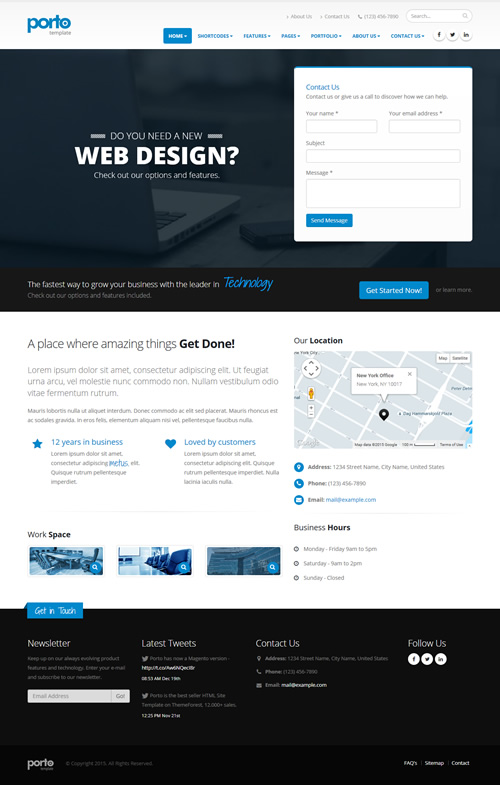 porto
template
About Us
Contact Us
(123) 456-7890
Search...
HOME
SHORTCODES
FEATURES
PAGES
PORTFOLIO
ABOUT US
CONTACT US
DO YOU NEED A NEW
WEB DESIGN?
Check out our options and features.
Contact Us
Contact us or give us a call to discover how we can help.
Your name *
Your email address *
Subject
Message *
Send Message
The fastest way to grow your business with the leader in Technology
Check out our options and features included.
Get Started Now!
or learn more.
A place where amazing things Get Done!
Lorem ipsum dolor sit amet, consectetur adipiscing elit. Ut feugiat
urna arcu, vel molestie nunc commodo non. Nullam vestibulum odio
vitae fermentum rutrum.
Mauris lobortis nulla ut aliquet interdum. Donec commodo ac elit sed placerat. Mauris rhoncus est
ac sodales gravida. In eros felis, elementum aliquam nisi vel, pellentesque faucibus nulla.
12 years in business
Lorem ipsum dolor sit amet,
consectetur adipiscing metus elit.
Quisque rutrum pellentesque
imperdiet.
Loved by customers
Lorem ipsum dolor sit amet,
consectetur adipiscing elit. Quisque
rutrum pellentesque imperdiet. Nulla
lacinia iaculis nulla.
Work Space
Our Location
New York City
Map
Satellite
New York Office
New York, NY 10017
Peter Deter
Dag Hammarskjold Plaza
Google
Map data ©2015 Google
100 m
Terms of Use
Address: 1234 Street Name, City Name, United States
Phone: (123) 456-7890
Email: mail@example.com
Business Hours
Monday - Friday 9am to 5pm
Saturday - 9am to 2pm
Sunday - Closed
Get in Touch
Newsletter
Keep up on our always evolving product
features and technology. Enter your e-mail
and subscribe to our newsletter.
Email Address
Go!
Latest Tweets
Porto has now a Magento version -
08:53 AM Dec 19th
Porto is the best seller HTML Site
Template on ThemeForest. 12,000+ sales.
12:25 PM Nov 21st
Contact Us
Address: 1234 Street Name, City Name, United States
Phone: (123) 456-7890
Email: mail@example.com
Follow Us
porto
template
© Copyright 2015. All Rights Reserved.
FAQ's
Sitemap
Contact